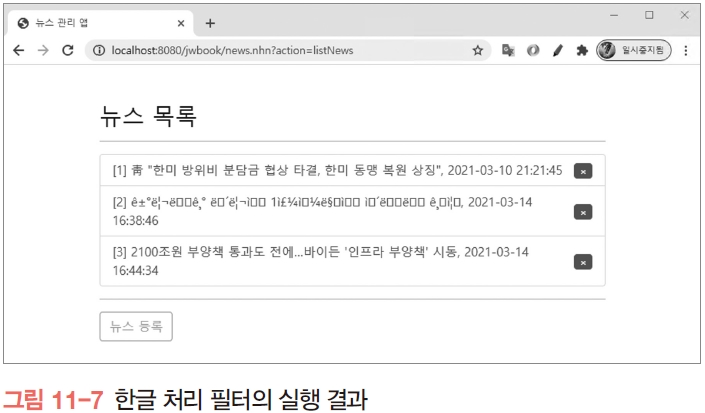 뉴스 관리 앱
localhost:8080/jwbook/news.nhn?action=listNews
일시중지됨
뉴스 목록
[1] 靑 "한미 방위비 분담금 협상 타결, 한미 동맹 복원 상징", 2021-03-10 21:21:45
[2] 2021-03-14
16:38:46
[3] 2100조원 부양책 통과도 전에...바이든 '인프라 부양책' 시동, 2021-03-14
16:44:34
뉴스 등록
그림 11-7 한글 처리 필터의 실행 결과